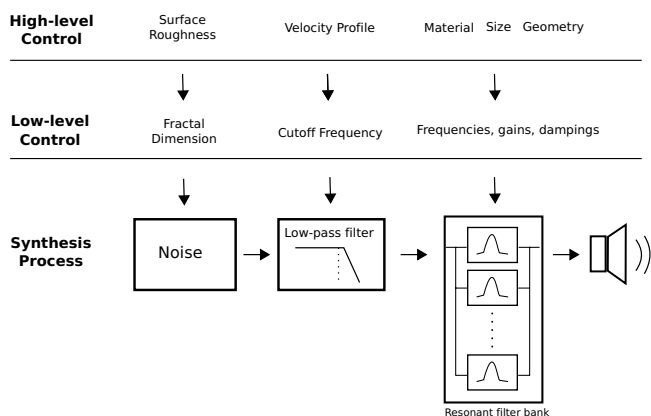 High-level
Control
Surface
Roughness
Velocity Profile
Material Size Geometry
Low-level
Control
Fractal
Dimension
Cutoff Frequency
Frequencies, gains, dampings
Synthesis
Process
Noise
Low-pass filter
Resonant filter bank